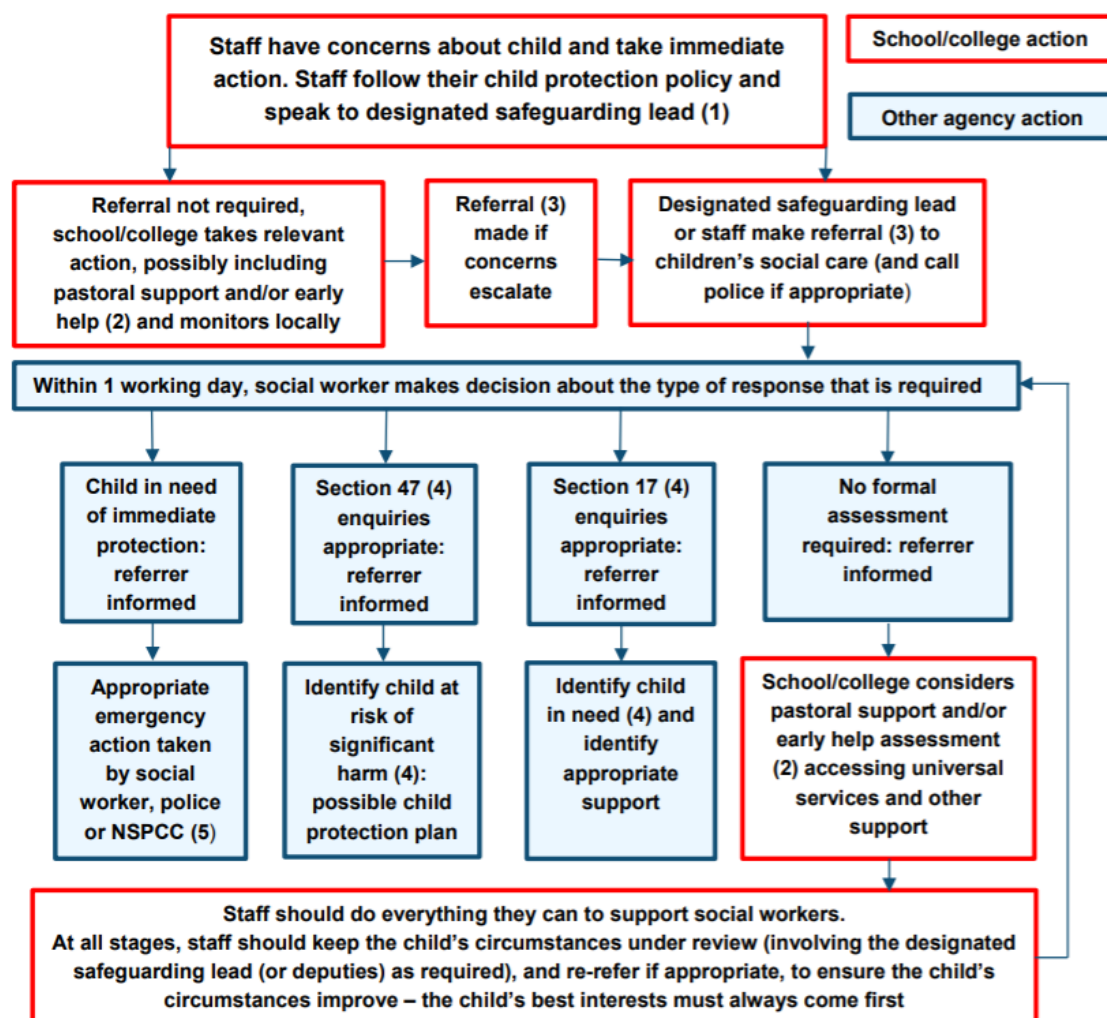 Staff have concerns about child and take immediate
action. Staff follow their child protection policy and
speak to designated safeguarding lead (1)
School/college action
Other agency action
Referral not required,
school/college takes relevant
action, possibly including
pastoral support and/or early
help (2) and monitors locally
Referral (3)
made if
concerns
escalate
Designated safeguarding lead
or staff make referral (3) to
children's social care (and call
police if appropriate)
Within 1 working day, social worker makes decision about the type of response that is required
Child in need
of immediate
protection:
referrer
informed
Section 47 (4)
enquiries
appropriate:
referrer
informed
Section 17 (4)
enquiries
appropriate:
referrer
informed
No formal
assessment
required: referrer
informed
Appropriate
emergency
action taken
by social
worker, police
or NSPCC (5)
Identify child at
risk of
significant
harm (4):
possible child
protection plan
Identify child
in need (4) and
identify
appropriate
support
School/college considers
pastoral support and/or
early help assessment
(2) accessing universal
services and other
support
Staff should do everything they can to support social workers.
At all stages, staff should keep the child's circumstances under review (involving the designated
safeguarding lead (or deputies) as required), and re-refer if appropriate, to ensure the child's
circumstances improve – the child's best interests must always come first